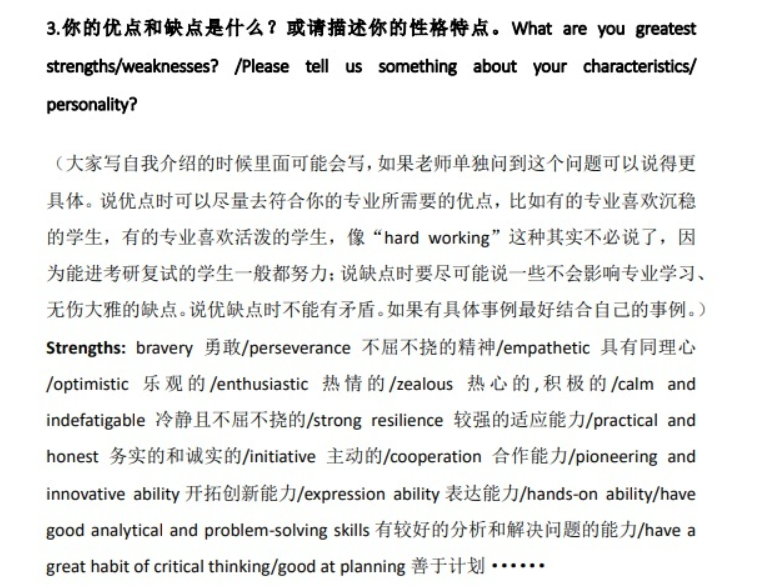 3.你的优点和缺点是什么？或请描述你的性格特点。What are you greatest
strengths/weaknesses? /Please tell us something about your characteristics/
personality?
（大家写自我介绍的时候里面可能会写，如果老师单独问到这个问题可以说得更
具体。说优点时可以尽量去符合你的专业所需要的优点，比如有的专业喜欢沉稳
的学生，有的专业喜欢活泼的学生，像“hard working”这种其实不必说了，因
为能进考研复试的学生一般都努力；说缺点时要尽可能说一些不会影响专业学习、
无伤大雅的缺点。说优缺点时不能有矛盾。如果有具体事例最好结合自己的事例。）
Strengths: bravery 勇敢/perseverance 不屈不挠的精神/empathetic 具有同理心
/optimistic 乐观的/enthusiastic 热情的/zealous 热心的,积极的/calm and
indefatigable 冷静且不屈不挠的/strong resilience 较强的适应能力/practical and
honest 务实的和诚实的/initiative 主动的/cooperation 合作能力/pioneering and
innovative ability 开拓创新能力/expression ability 表达能力/hands-on ability/have
good analytical and problem-solving skills 有较好的分析和解决问题的能力/have a
great habit of critical thinking/good at planning 善于计划······